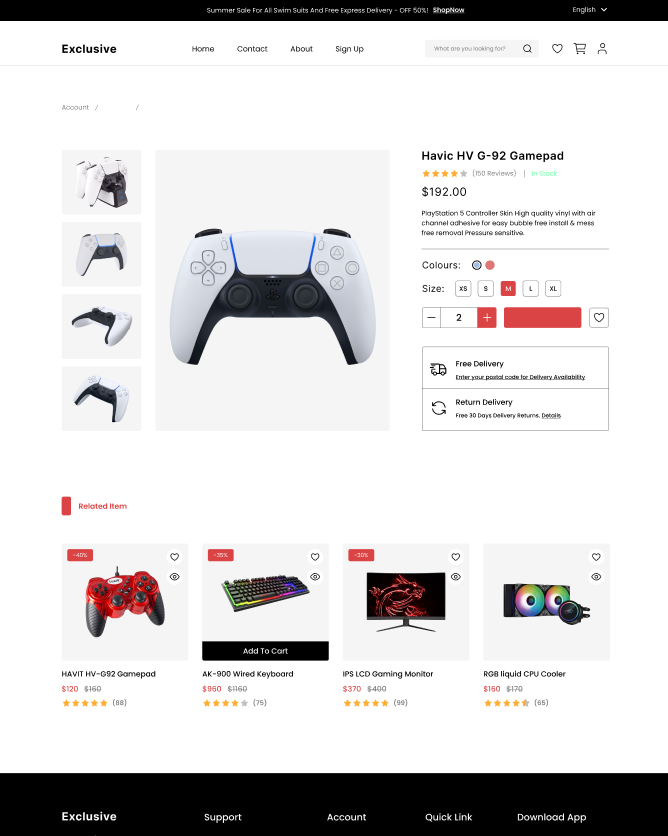 Summer Sale For All Swim Suits And Free Express Delivery - OFF 50%! ShopNow
English
Exclusive
Home
Contact
About
Sign Up
What are you looking for?
Account / /
Havic HV G-92 Gamepad
(150 Reviews) | In Stock
$192.00
PlayStation 5 Controller Skin High quality vinyl with air
channel adhesive for easy bubble free install & mess
free removal Pressure sensitive.
Colours:
Size: XS S M L XL
2
Free Delivery
Enter your postal code for Delivery Availability
Return Delivery
Free 30 Days Delivery Returns. Details
Related Item
-40%
-35%
-30%
Add To Cart
HAVIT HV-G92 Gamepad
$120 $160
(88)
AK-900 Wired Keyboard
$960 $1160
(75)
IPS LCD Gaming Monitor
$370 $400
(99)
RGB liquid CPU Cooler
$160 $170
(65)
Exclusive
Support
Account
Quick Link
Download App